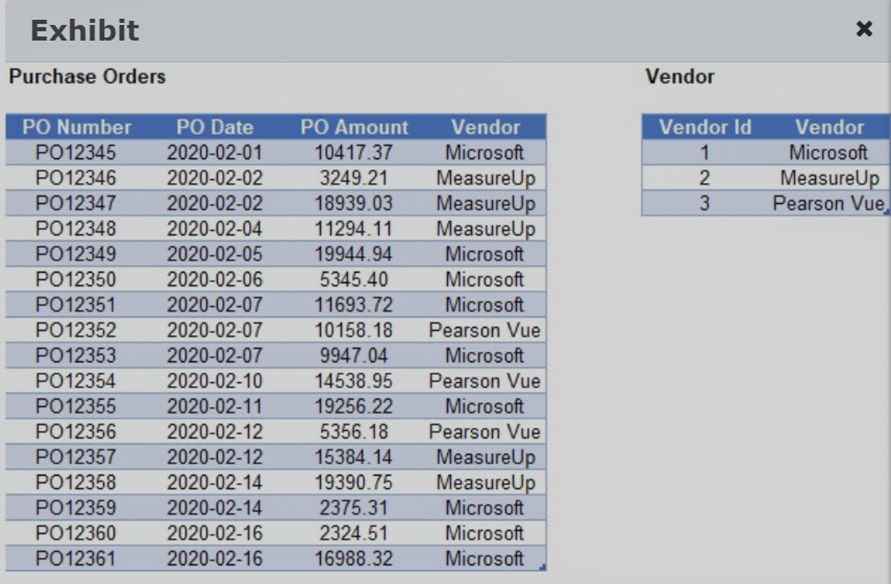 Exhibit ×
Purchase Orders
PO Number PO Date PO Amount Vendor
PO12345 2020-02-01 10417.37 Microsoft
PO12346 2020-02-02 3249.21 MeasureUp
PO12347 2020-02-02 18939.03 MeasureUp
PO12348 2020-02-04 11294.11 MeasureUp
PO12349 2020-02-05 19944.94 Microsoft
PO12350 2020-02-06 5345.40 Microsoft
PO12351 2020-02-07 11693.72 Microsoft
PO12352 2020-02-07 10158.18 Pearson Vue
PO12353 2020-02-07 9947.04 Microsoft
PO12354 2020-02-10 14538.95 Pearson Vue
PO12355 2020-02-11 19256.22 Microsoft
PO12356 2020-02-12 5356.18 Pearson Vue
PO12357 2020-02-12 15384.14 MeasureUp
PO12358 2020-02-14 19390.75 MeasureUp
PO12359 2020-02-14 2375.31 Microsoft
PO12360 2020-02-16 2324.51 Microsoft
PO12361 2020-02-16 16988.32 Microsoft
Vendor
Vendor Id Vendor
1 Microsoft
2 MeasureUp
3 Pearson Vue